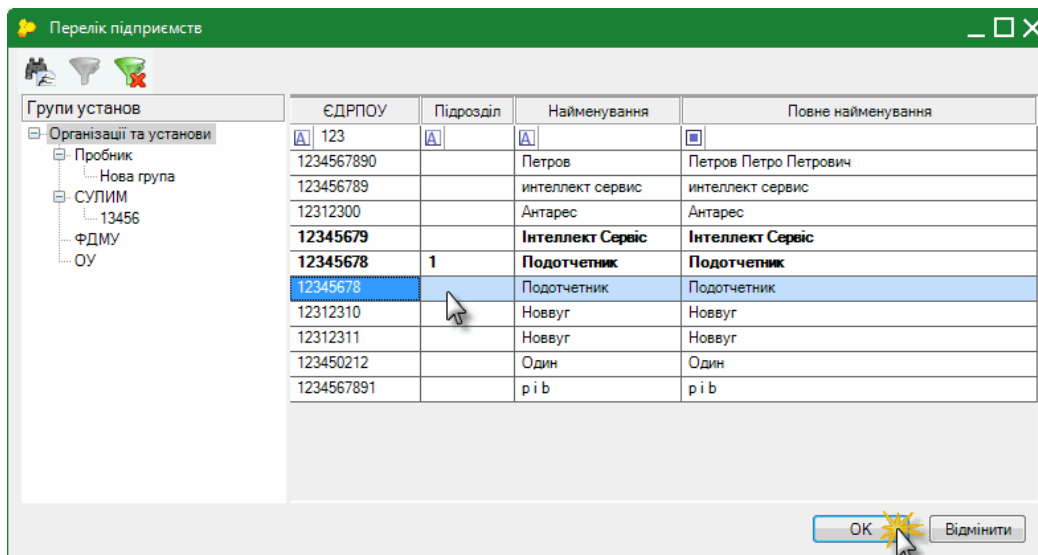 Перелік підприємств
Групи установ
Організації та установи
Пробник
Нова група
СУЛИМ
13456
ФДМУ
ОУ
ЄДРПОУ Підрозділ Найменування Повне найменування
A 123 A A
1234567890 Петров Петров Петро Петрович
123456789 интеллект сервис интеллект сервис
12312300 Антарес Антарес
12345679 Інтеллект Сервіс Інтеллект Сервіс
12345678 1 Подотчетник Подотчетник
12345678 Подотчетник Подотчетник
12312310 Новвуг Новвуг
12312311 Новвуг Новвуг
123450212 Один Один
1234567891 р і b р і b
ОК Відмінити